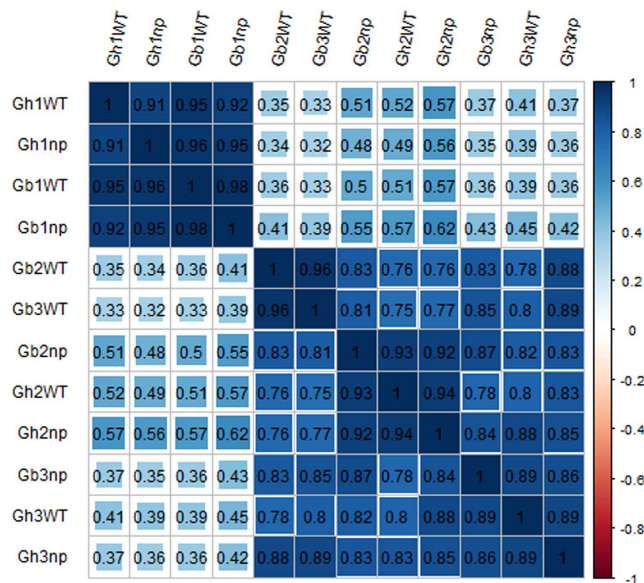 Gh1WT Gh1np Gb1WT Gb1np Gb2WT Gb3WT Gb2np Gh2WT Gh2np Gb3np Gh3WT Gh3np
Gh1WT 1 0.91 0.95 0.92 0.35 0.33 0.51 0.52 0.57 0.37 0.41 0.37
Gh1np 0.91 1 0.96 0.95 0.34 0.32 0.48 0.49 0.56 0.35 0.39 0.36
Gb1WT 0.95 0.96 1 0.98 0.36 0.33 0.5 0.51 0.57 0.36 0.39 0.36
Gb1np 0.92 0.95 0.98 1 0.41 0.39 0.55 0.57 0.62 0.43 0.45 0.42
Gb2WT 0.35 0.34 0.36 0.41 1 0.96 0.83 0.76 0.76 0.83 0.78 0.88
Gb3WT 0.33 0.32 0.33 0.39 0.96 1 0.81 0.75 0.77 0.85 0.8 0.89
Gb2np 0.51 0.48 0.5 0.55 0.83 0.81 1 0.93 0.92 0.87 0.82 0.83
Gh2WT 0.52 0.49 0.51 0.57 0.76 0.75 0.93 1 0.94 0.78 0.8 0.83
Gh2np 0.57 0.56 0.57 0.62 0.76 0.77 0.92 0.94 1 0.84 0.88 0.85
Gb3np 0.37 0.35 0.36 0.43 0.83 0.85 0.87 0.78 0.84 1 0.89 0.86
Gh3WT 0.41 0.39 0.39 0.45 0.78 0.8 0.82 0.8 0.88 0.89 1 0.89
Gh3np 0.37 0.36 0.36 0.42 0.88 0.89 0.83 0.83 0.85 0.86 0.89 1
1
0.8
0.6
0.4
0.2
0
-0.2
-0.4
-0.6
-0.8
-1